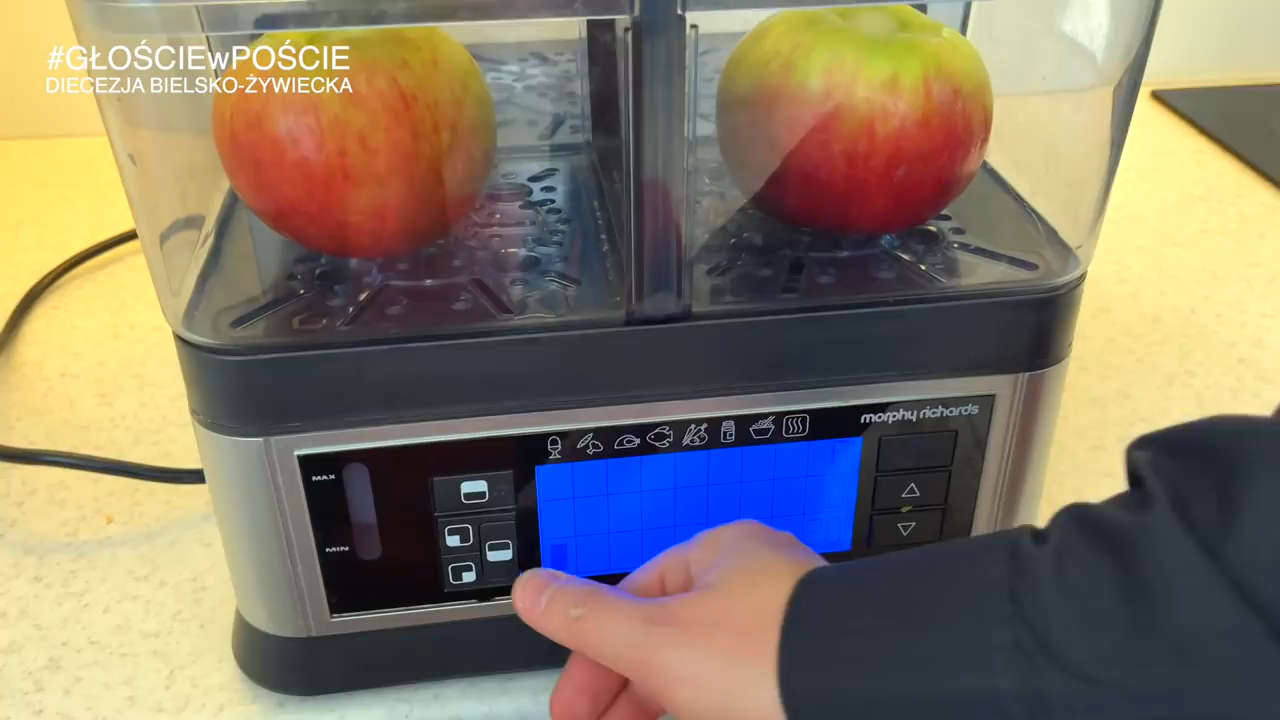 #GŁOŚCIEwPOŚCIE
DIECEZJA BIELSKO-ŻYWIECKA
morphy richards
MAX
MIN